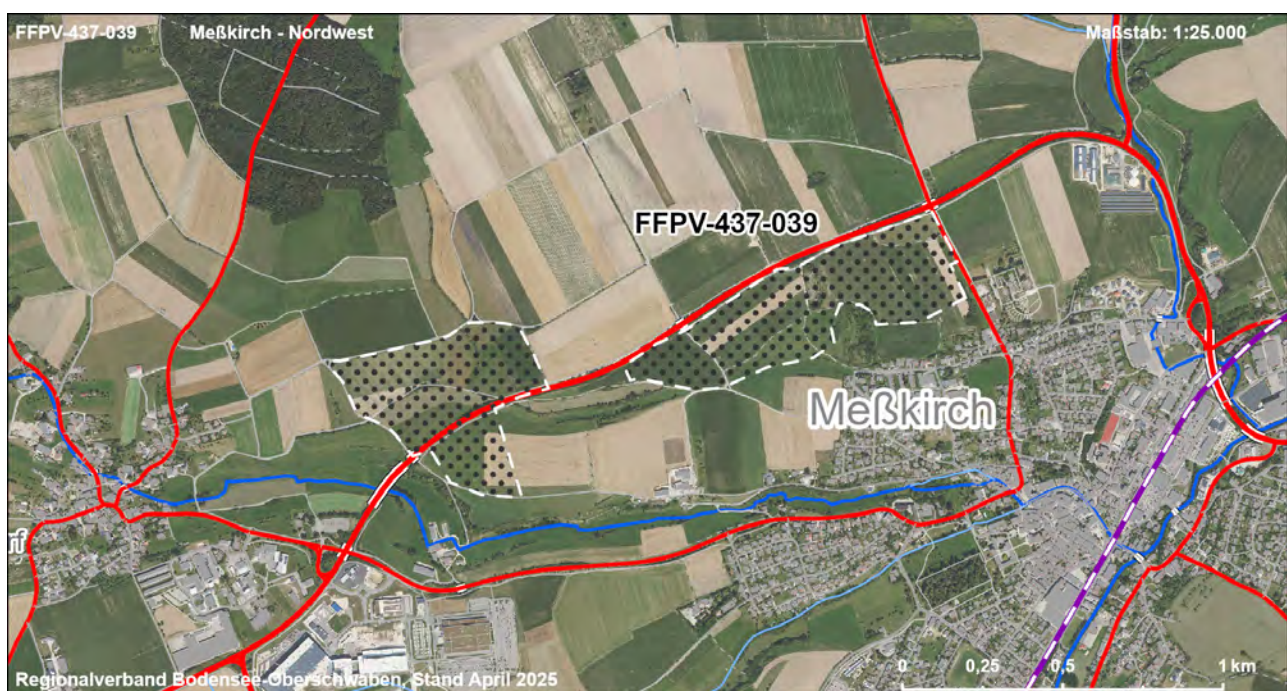 FFPV-437-039 Meßkirch - Nordwest Maßstab: 1:25.000
FFPV-437-039
Meßkirch
rf
0 0,25 0,5 1 km
Regionalverband Bodensee-Oberschwaben, Stand April 2025